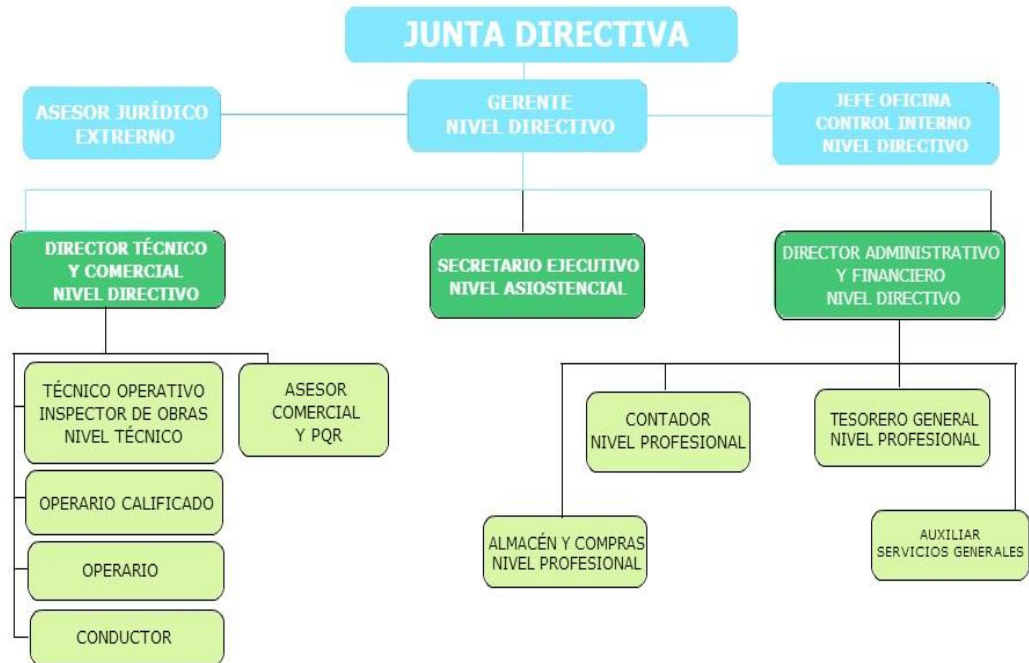 JUNTA DIRECTIVA
ASESOR JURÍDICO
EXTRERNO
GERENTE
NIVEL DIRECTIVO
JEFE OFICINA
CONTROL INTERNO
NIVEL DIRECTIVO
DIRECTOR TÉCNICO
Y COMERCIAL
NIVEL DIRECTIVO
SECRETARIO EJECUTIVO
NIVEL ASIOSTENCIAL
DIRECTOR ADMINISTRATIVO
Y FINANCIERO
NIVEL DIRECTIVO
TÉCNICO OPERATIVO
INSPECTOR DE OBRAS
NIVEL TÉCNICO
ASESOR
COMERCIAL
Y PQR
CONTADOR
NIVEL PROFESIONAL
TESORERO GENERAL
NIVEL PROFESIONAL
OPERARIO CALIFICADO
ALMACÉN Y COMPRAS
NIVEL PROFESIONAL
AUXILIAR
SERVICIOS GENERALES
OPERARIO
CONDUCTOR